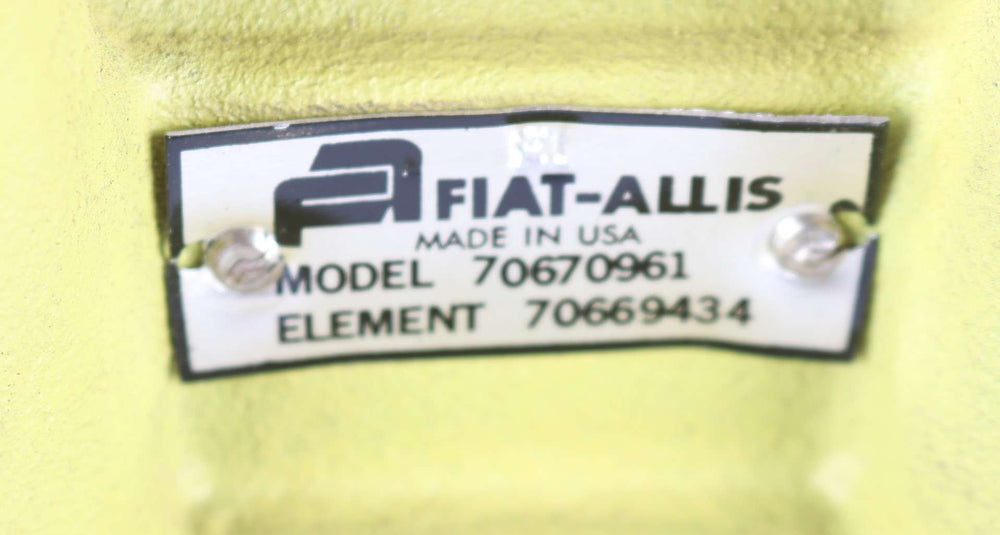 FIAT-ALLIS
MADE IN USA
MODEL 70670961
ELEMENT 70669434